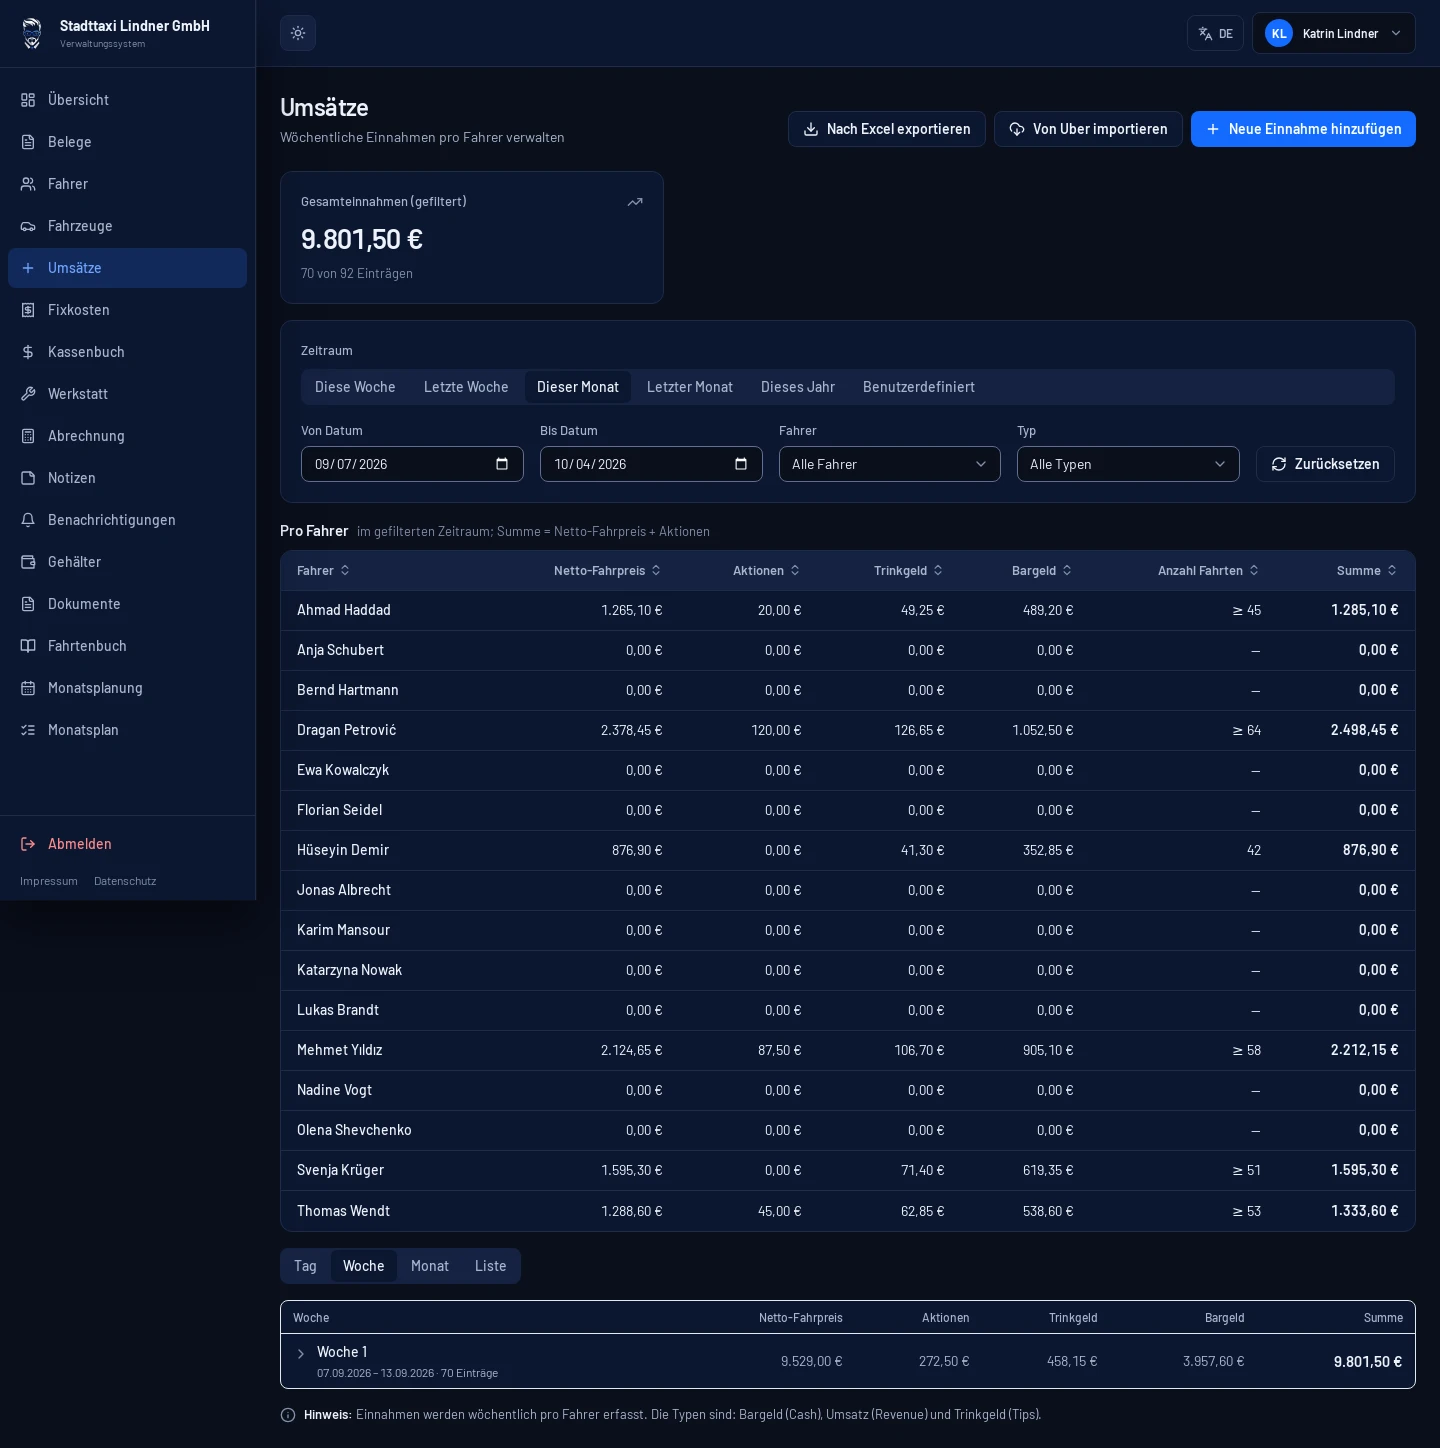 Stadttaxi Lindner GmbH
Verwaltungssystem
DE
KL
Katrin Lindner
Übersicht
Belege
Fahrer
Fahrzeuge
Umsätze
Fixkosten
Kassenbuch
Werkstatt
Abrechnung
Notizen
Benachrichtigungen
Gehälter
Dokumente
Fahrtenbuch
Monatsplanung
Monatsplan
Abmelden
Impressum Datenschutz
Umsätze
Wöchentliche Einnahmen pro Fahrer verwalten
Nach Excel exportieren
Von Uber importieren
Neue Einnahme hinzufügen
Gesamteinnahmen (gefiltert)
9.801,50 €
70 von 92 Einträgen
Zeitraum
Diese Woche Letzte Woche Dieser Monat Letzter Monat Dieses Jahr Benutzerdefiniert
Von Datum Bis Datum Fahrer Typ
09/07/2026 10/04/2026 Alle Fahrer Alle Typen Zurücksetzen
Pro Fahrer im gefilterten Zeitraum; Summe = Netto-Fahrpreis + Aktionen
Fahrer Netto-Fahrpreis Aktionen Trinkgeld Bargeld Anzahl Fahrten Summe
Ahmad Haddad 1.265,10 € 20,00 € 49,25 € 489,20 € ≥ 45 1.285,10 €
Anja Schubert 0,00 € 0,00 € 0,00 € 0,00 € — 0,00 €
Bernd Hartmann 0,00 € 0,00 € 0,00 € 0,00 € — 0,00 €
Dragan Petrović 2.378,45 € 120,00 € 126,65 € 1.052,50 € ≥ 64 2.498,45 €
Ewa Kowalczyk 0,00 € 0,00 € 0,00 € 0,00 € — 0,00 €
Florian Seidel 0,00 € 0,00 € 0,00 € 0,00 € — 0,00 €
Hüseyin Demir 876,90 € 0,00 € 41,30 € 352,85 € 42 876,90 €
Jonas Albrecht 0,00 € 0,00 € 0,00 € 0,00 € — 0,00 €
Karim Mansour 0,00 € 0,00 € 0,00 € 0,00 € — 0,00 €
Katarzyna Nowak 0,00 € 0,00 € 0,00 € 0,00 € — 0,00 €
Lukas Brandt 0,00 € 0,00 € 0,00 € 0,00 € — 0,00 €
Mehmet Yıldız 2.124,65 € 87,50 € 106,70 € 905,10 € ≥ 58 2.212,15 €
Nadine Vogt 0,00 € 0,00 € 0,00 € 0,00 € — 0,00 €
Olena Shevchenko 0,00 € 0,00 € 0,00 € 0,00 € — 0,00 €
Svenja Krüger 1.595,30 € 0,00 € 71,40 € 619,35 € ≥ 51 1.595,30 €
Thomas Wendt 1.288,60 € 45,00 € 62,85 € 538,60 € ≥ 53 1.333,60 €
Tag Woche Monat Liste
Woche Netto-Fahrpreis Aktionen Trinkgeld Bargeld Summe
Woche 1 9.529,00 € 272,50 € 458,15 € 3.957,60 € 9.801,50 €
07.09.2026 – 13.09.2026 · 70 Einträge
Hinweis: Einnahmen werden wöchentlich pro Fahrer erfasst. Die Typen sind: Bargeld (Cash), Umsatz (Revenue) und Trinkgeld (Tips).